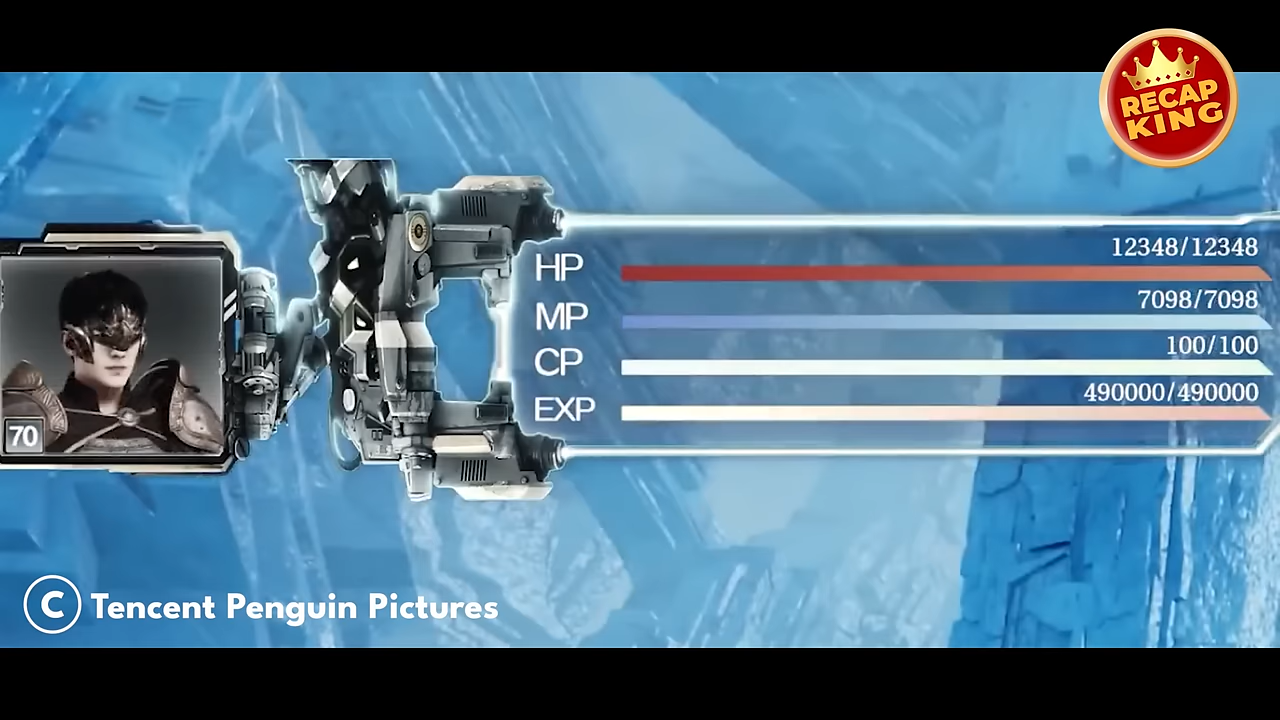 RECAP
KING
12348/12348
HP
7098/7098
MP
100/100
CP
490000/490000
EXP
70
C Tencent Penguin Pictures